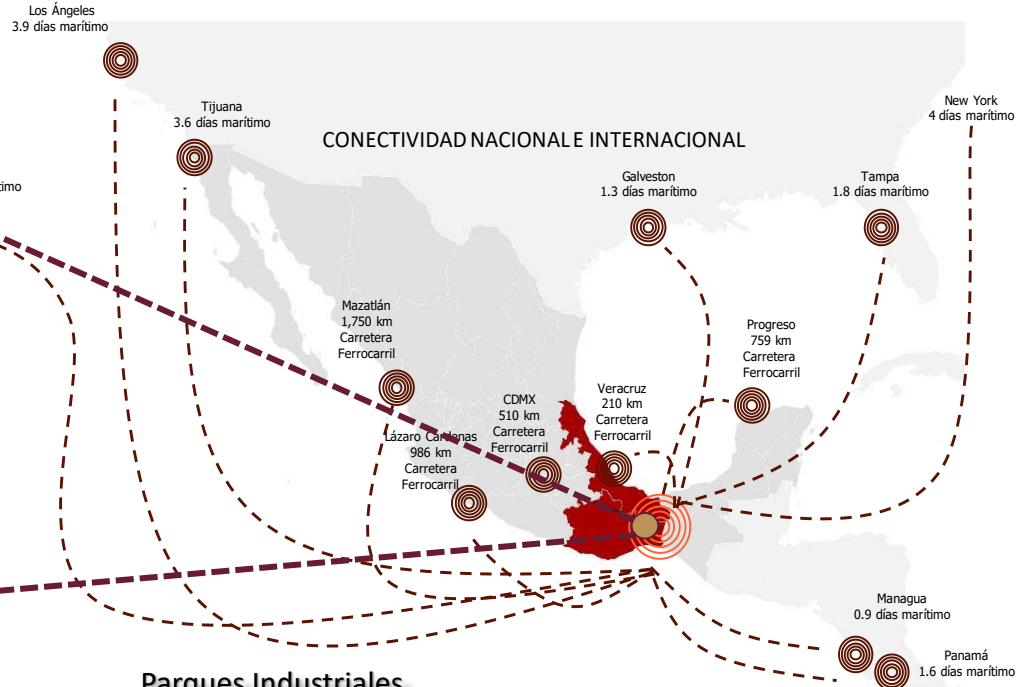 Los Ángeles
3.9 días marítimo
Tijuana
3.6 días marítimo
New York
4 días marítimo
CONECTIVIDAD NACIONAL E INTERNACIONAL
Galveston
1.3 días marítimo
Tampa
1.8 días marítimo
Mazatlán
1,750 km
Carretera
Ferrocarril
Progreso
759 km
Carretera
Ferrocarril
CDMX
510 km
Carretera
Ferrocarril
Veracruz
210 km
Carretera
Ferrocarril
Lázaro Cárdenas
986 km
Carretera
Ferrocarril
Managua
0.9 días marítimo
Panamá
1.6 días marítimo
Parques Industriales